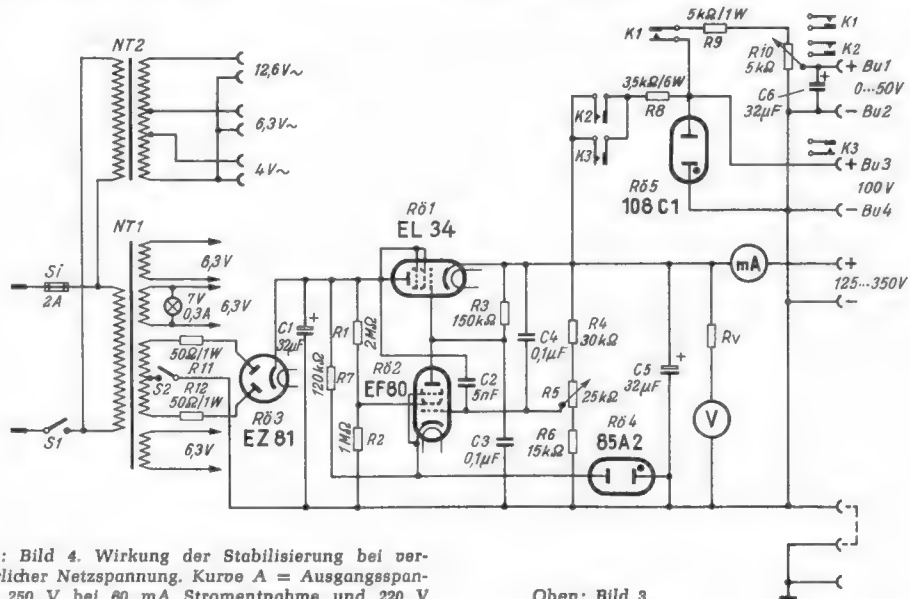 NT2
12,6V~
6,3V~
4V~
NT1
6,3V
Si
2A
7V
0,3A
6,3V
50Ω/1W
S2
R11
R12
50Ω/1W
S1
6,3V
Rö3
EZ 81
C1
32µF
+
120kΩ
R7
R1
2MΩ
1MΩ
R2
Rö1
EL 34
Rö2
EF80
C2
5nF
R3
150kΩ
C3
0,1µF
C4
0,1µF
R4
30kΩ
R5
25kΩ
R6
15kΩ
Rö4
85A2
C5
32µF
+
Rv
V
mA
K1
5kΩ/1W
R9
K2
K3
3,5kΩ/6W
R8
Rö5
108 C1
R10
5kΩ
K1
K2
+ Bu1
0...50V
- Bu2
C6
32µF
+
K3
+ Bu3
100V
- Bu4
+
125...350V
-
: Bild 4. Wirkung der Stabilisierung bei ver-
rlicher Netzspannung. Kurve A = Ausgangsspan-
250 V bei 60 mA Stromentnahme und 220 V
Oben: Bild 3.